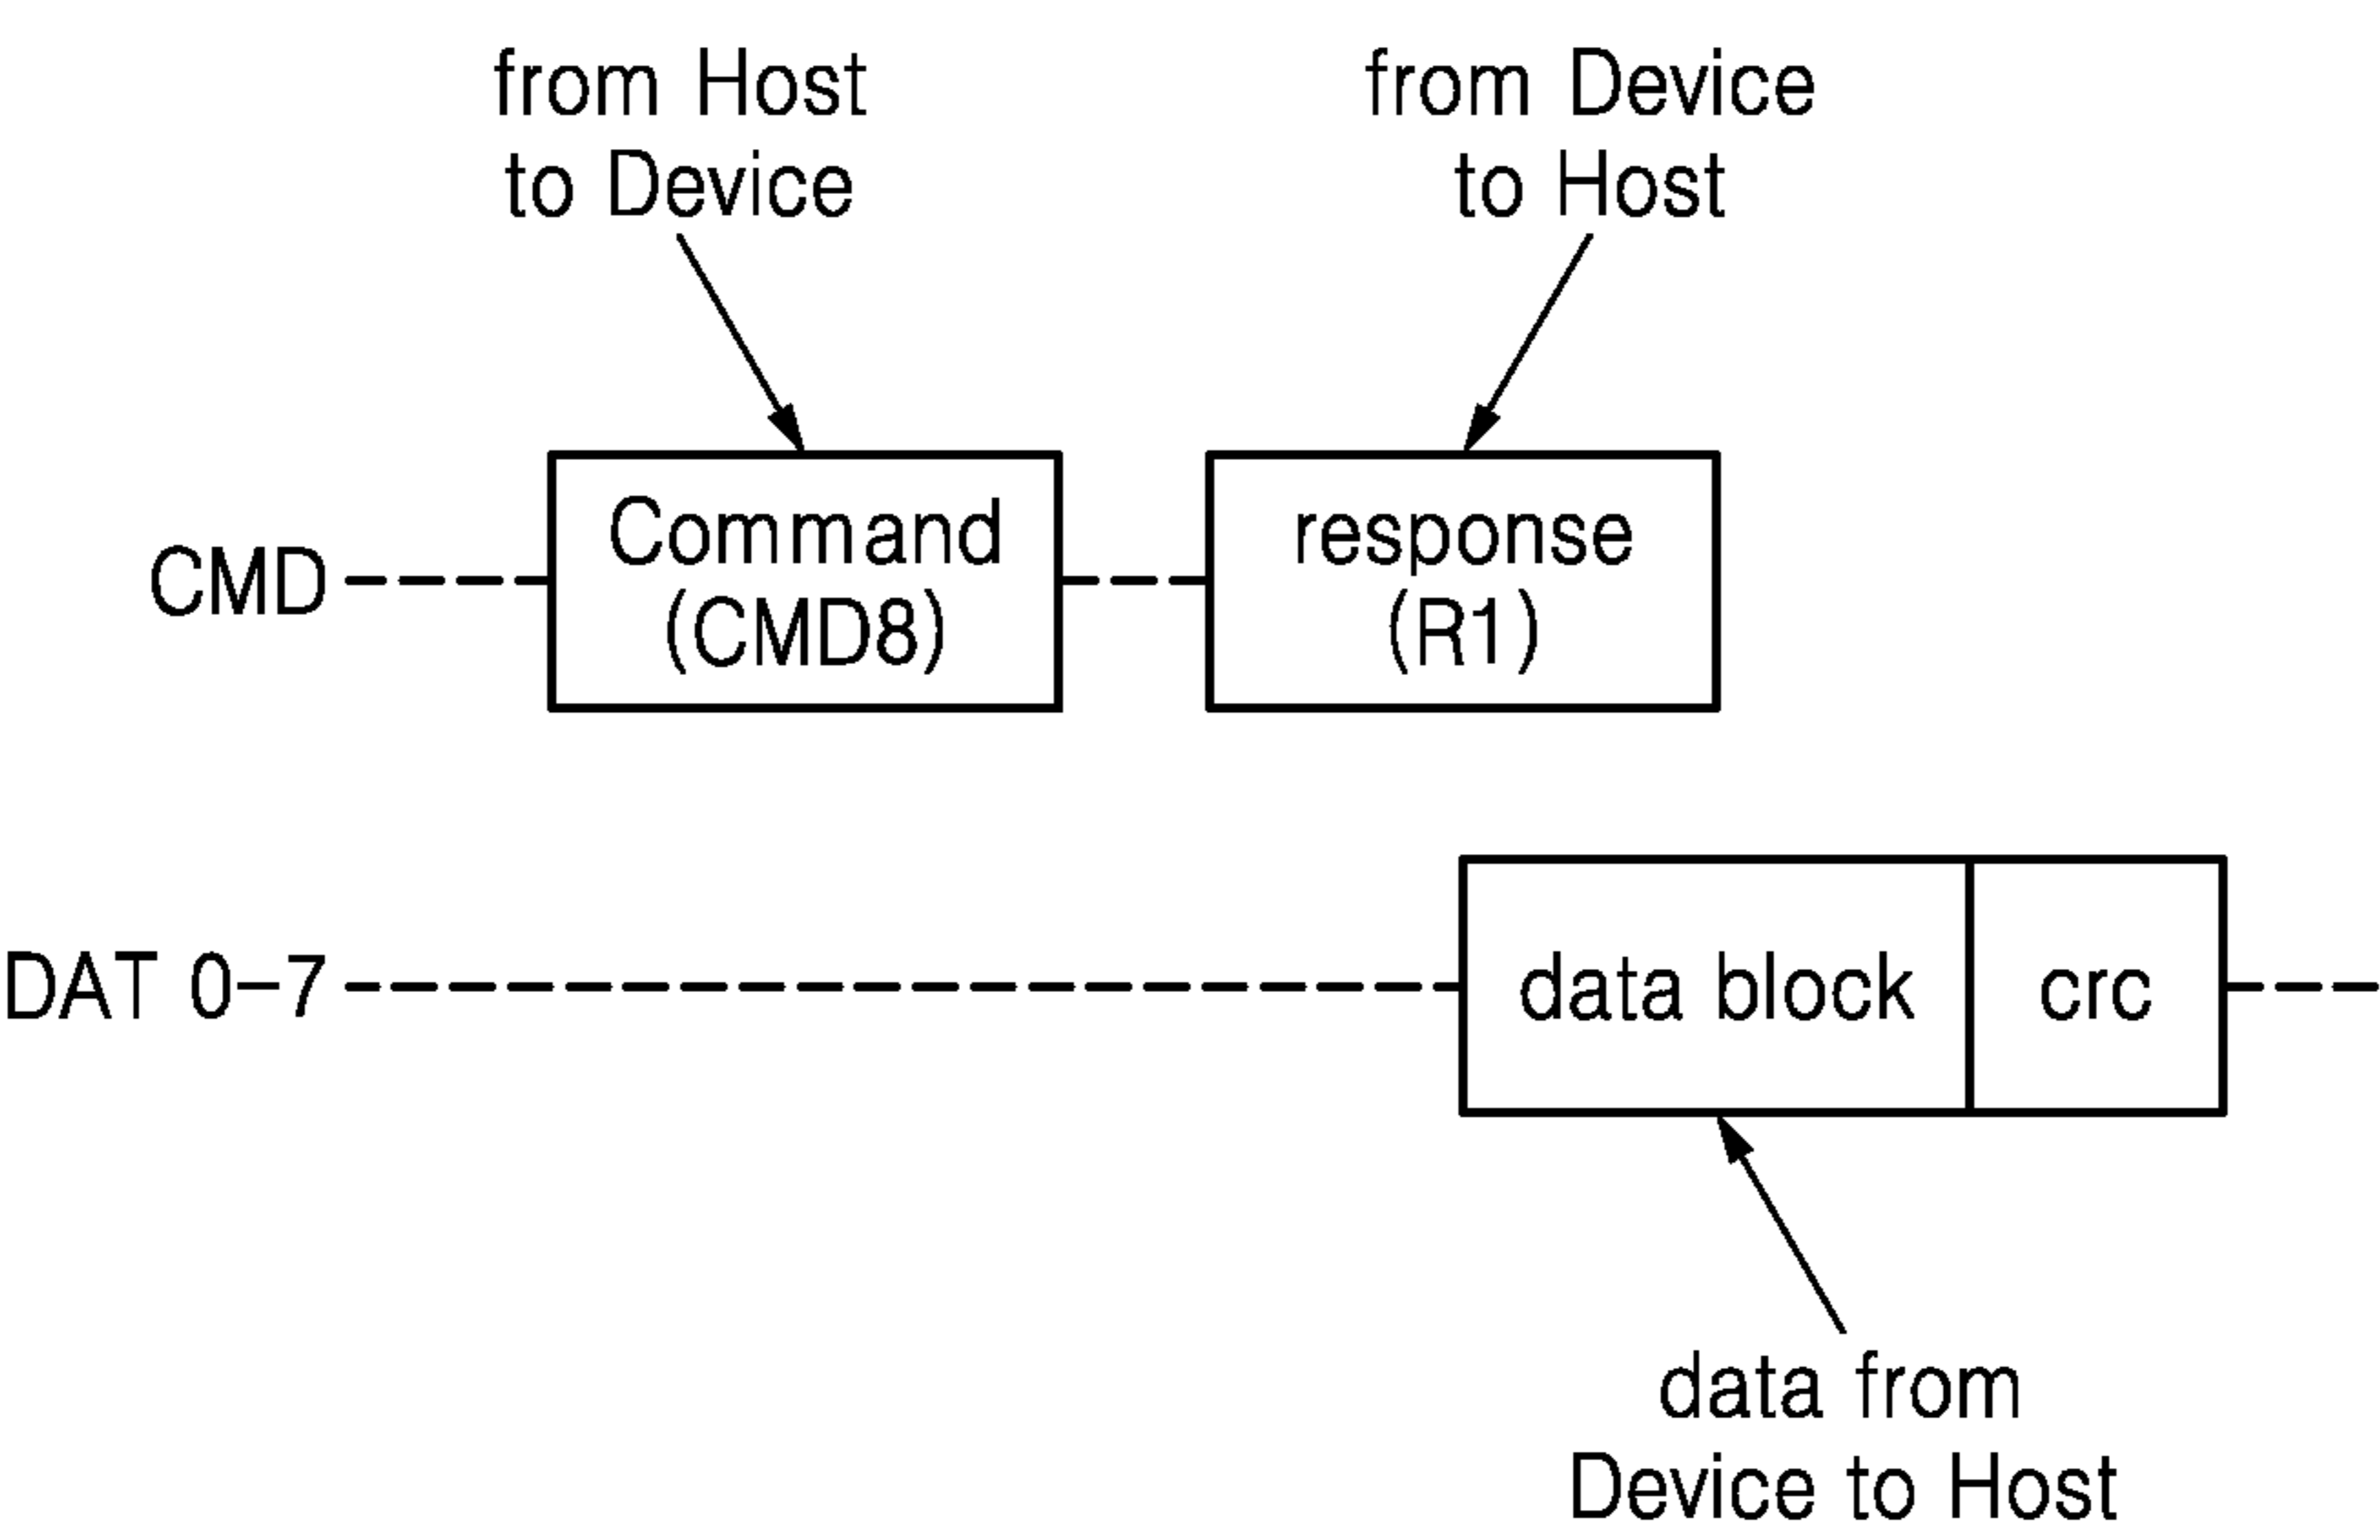 from Host
to Device
from Device
to Host
CMD
Command
(CMD8)
response
(R1)
DAT 0-7
data block
crc
data from
Device to Host